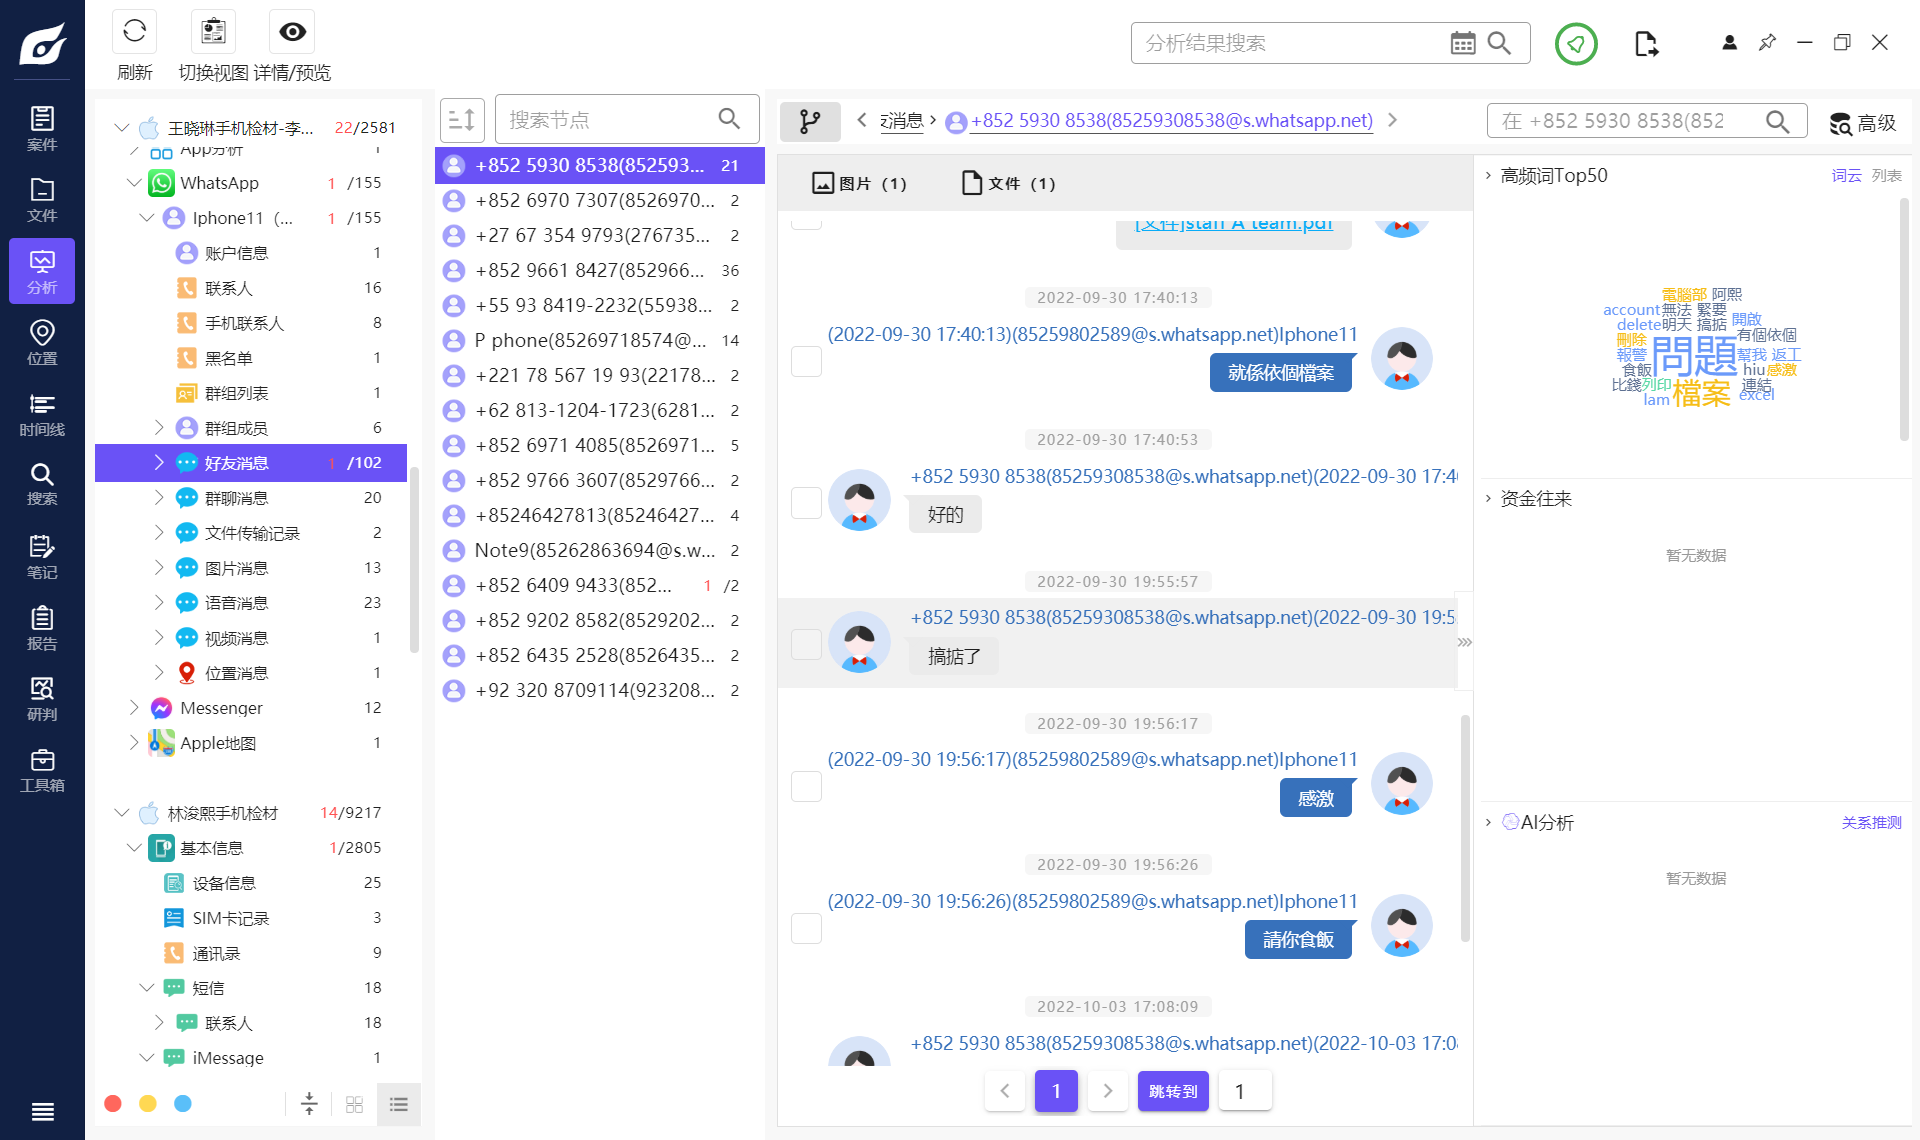 刷新
切换视图
详情/预览
分析结果搜索
案件
文件
分析
位置
时间线
搜索
笔记
报告
研判
工具箱
王晓琳手机检材-李... 22/2581
App分析 1
WhatsApp 1 /155
Iphone11（... 1 /155
账户信息 1
联系人 16
手机联系人 8
黑名单 1
群组列表 1
群组成员 6
好友消息 1 /102
群聊消息 20
文件传输记录 2
图片消息 13
语音消息 23
视频消息 1
位置消息 1
Messenger 12
Apple地图 1
林浚熙手机检材 14/9217
基本信息 1/2805
设备信息 25
SIM卡记录 3
通讯录 9
短信 18
联系人 18
iMessage 1
搜索节点
+852 5930 8538(852593... 21
+852 6970 7307(8526970... 2
+27 67 354 9793(276735... 2
+852 9661 8427(852966... 36
+55 93 8419-2232(55938... 2
P phone(85269718574@... 14
+221 78 567 19 93(22178... 2
+62 813-1204-1723(6281... 2
+852 6971 4085(8526971... 5
+852 9766 3607(8529766... 2
+85246427813(85246427... 4
Note9(85262863694@s.w... 2
+852 6409 9433(852... 1 /2
+852 9202 8582(8529202... 2
+852 6435 2528(8526435... 2
+92 320 8709114(923208... 2
消息 +852 5930 8538(85259308538@s.whatsapp.net)
在 +852 5930 8538(852
高级
图片（1）
文件（1）
[文件]staff A team.pdf
2022-09-30 17:40:13
(2022-09-30 17:40:13)(85259802589@s.whatsapp.net)Iphone11
就係依個檔案
2022-09-30 17:40:53
+852 5930 8538(85259308538@s.whatsapp.net)(2022-09-30 17:4
好的
2022-09-30 19:55:57
+852 5930 8538(85259308538@s.whatsapp.net)(2022-09-30 19:5
搞掂了
2022-09-30 19:56:17
(2022-09-30 19:56:17)(85259802589@s.whatsapp.net)Iphone11
感激
2022-09-30 19:56:26
(2022-09-30 19:56:26)(85259802589@s.whatsapp.net)Iphone11
請你食飯
2022-10-03 17:08:09
+852 5930 8538(85259308538@s.whatsapp.net)(2022-10-03 17:0
1
跳转到
1
高频词Top50
词云 列表
電腦部 阿熙
account 無法 緊要
delete 明天 搞掂 開啟
刪除 有個依個
報警 問題 幫我 返工
食飯 hiu 感激
比錢 列印 檔案 連結
lam excel
资金往来
暂无数据
AI分析
关系推测
暂无数据